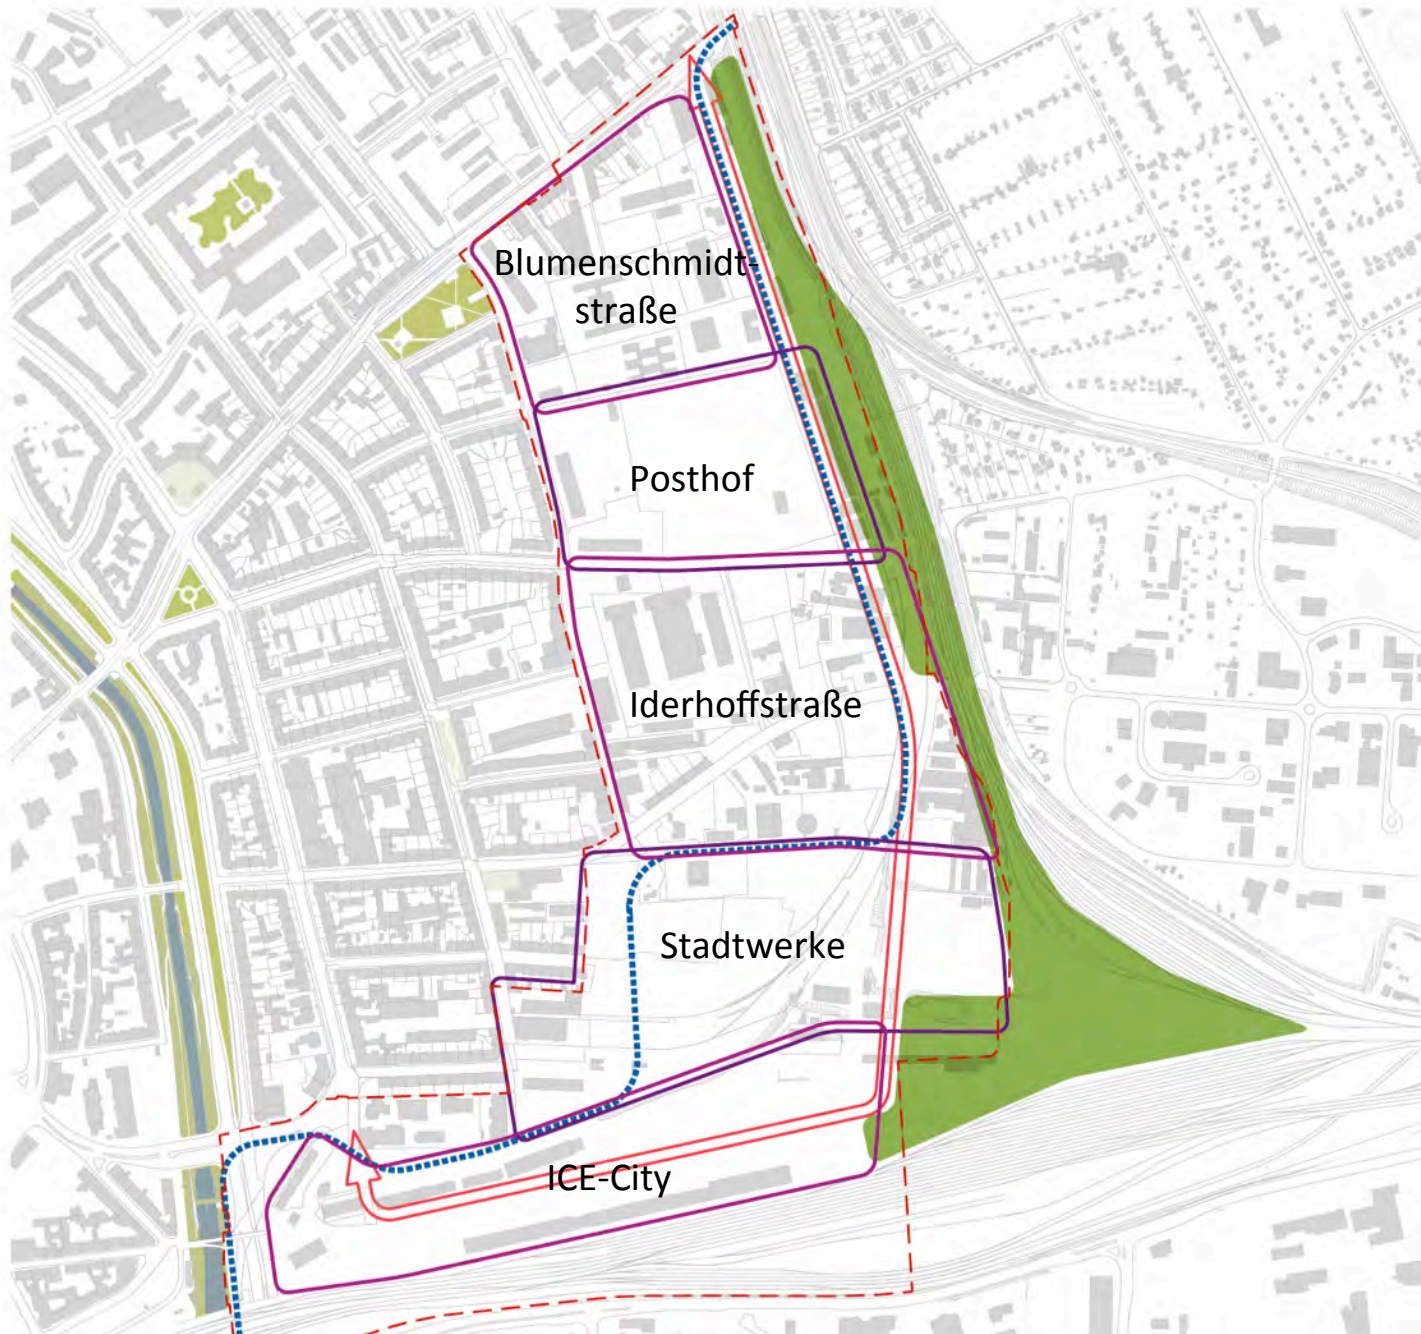 Blumenschmidt-
straße
Posthof
Iderhoffstraße
Stadtwerke
ICE-City